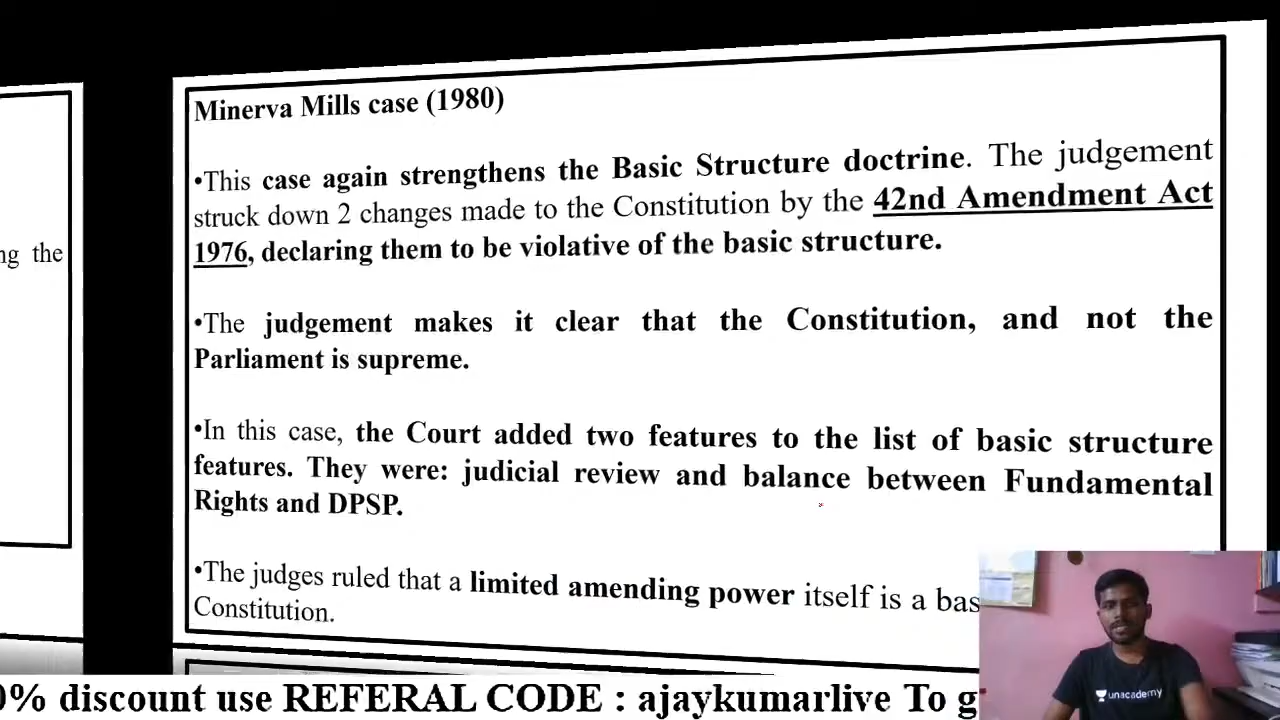 ng the
Minerva Mills case (1980)
•This case again strengthens the Basic Structure doctrine. The judgement
struck down 2 changes made to the Constitution by the 42nd Amendment Act
1976, declaring them to be violative of the basic structure.
•The judgement makes it clear that the Constitution, and not the
Parliament is supreme.
•In this case, the Court added two features to the list of basic structure
features. They were: judicial review and balance between Fundamental
Rights and DPSP.
•The judges ruled that a limited amending power itself is a bas
Constitution.
unacademy
0% discount use REFERAL CODE : ajaykumarlive To g